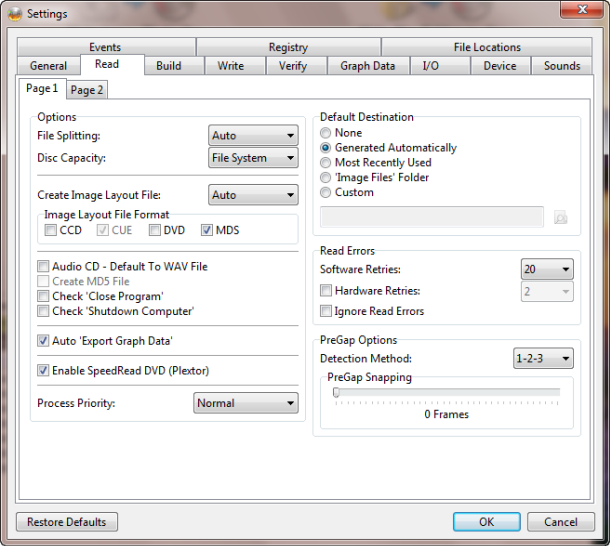 Settings
Events Registry File Locations
General Read Build Write Verify Graph Data I/O Device Sounds
Page 1 Page 2
Options
File Splitting: Auto
Disc Capacity: File System
Create Image Layout File: Auto
Image Layout File Format
CCD CUE DVD MDS
Audio CD - Default To WAV File
Create MD5 File
Check 'Close Program'
Check 'Shutdown Computer'
Auto 'Export Graph Data'
Enable SpeedRead DVD (Plextor)
Process Priority: Normal
Default Destination
None
Generated Automatically
Most Recently Used
'Image Files' Folder
Custom
Read Errors
Software Retries: 20
Hardware Retries: 2
Ignore Read Errors
PreGap Options
Detection Method: 1-2-3
PreGap Snapping
0 Frames
Restore Defaults OK Cancel